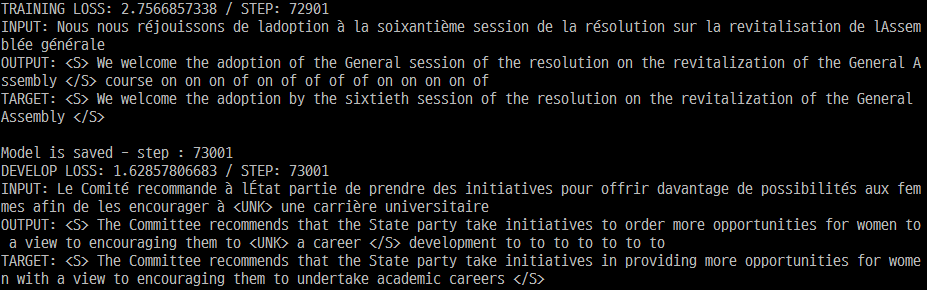 TRAINING LOSS: 2.7566857338 / STEP: 72901
INPUT: Nous nous réjouissons de ladoption à la soixantième session de la résolution sur la revitalisation de lAssem
blée générale
OUTPUT: <S> We welcome the adoption of the General session of the resolution on the revitalization of the General A
ssembly </S> course on on on of on of of of of on on on on of
TARGET: <S> We welcome the adoption by the sixtieth session of the resolution on the revitalization of the General
Assembly </S>
Model is saved - step : 73001
DEVELOP LOSS: 1.62857806683 / STEP: 73001
INPUT: Le Comité recommande à lÉtat partie de prendre des initiatives pour offrir davantage de possibilités aux fem
mes afin de les encourager à <UNK> une carrière universitaire
OUTPUT: <S> The Committee recommends that the State party take initiatives to order more opportunities for women to
a view to encouraging them to <UNK> a career </S> development to to to to to to to
TARGET: <S> The Committee recommends that the State party take initiatives in providing more opportunities for wome
n with a view to encouraging them to undertake academic careers </S>